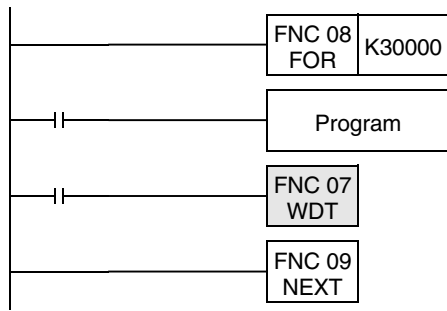 FNC 08
FOR
K30000
Program
FNC 07
WDT
FNC 09
NEXT